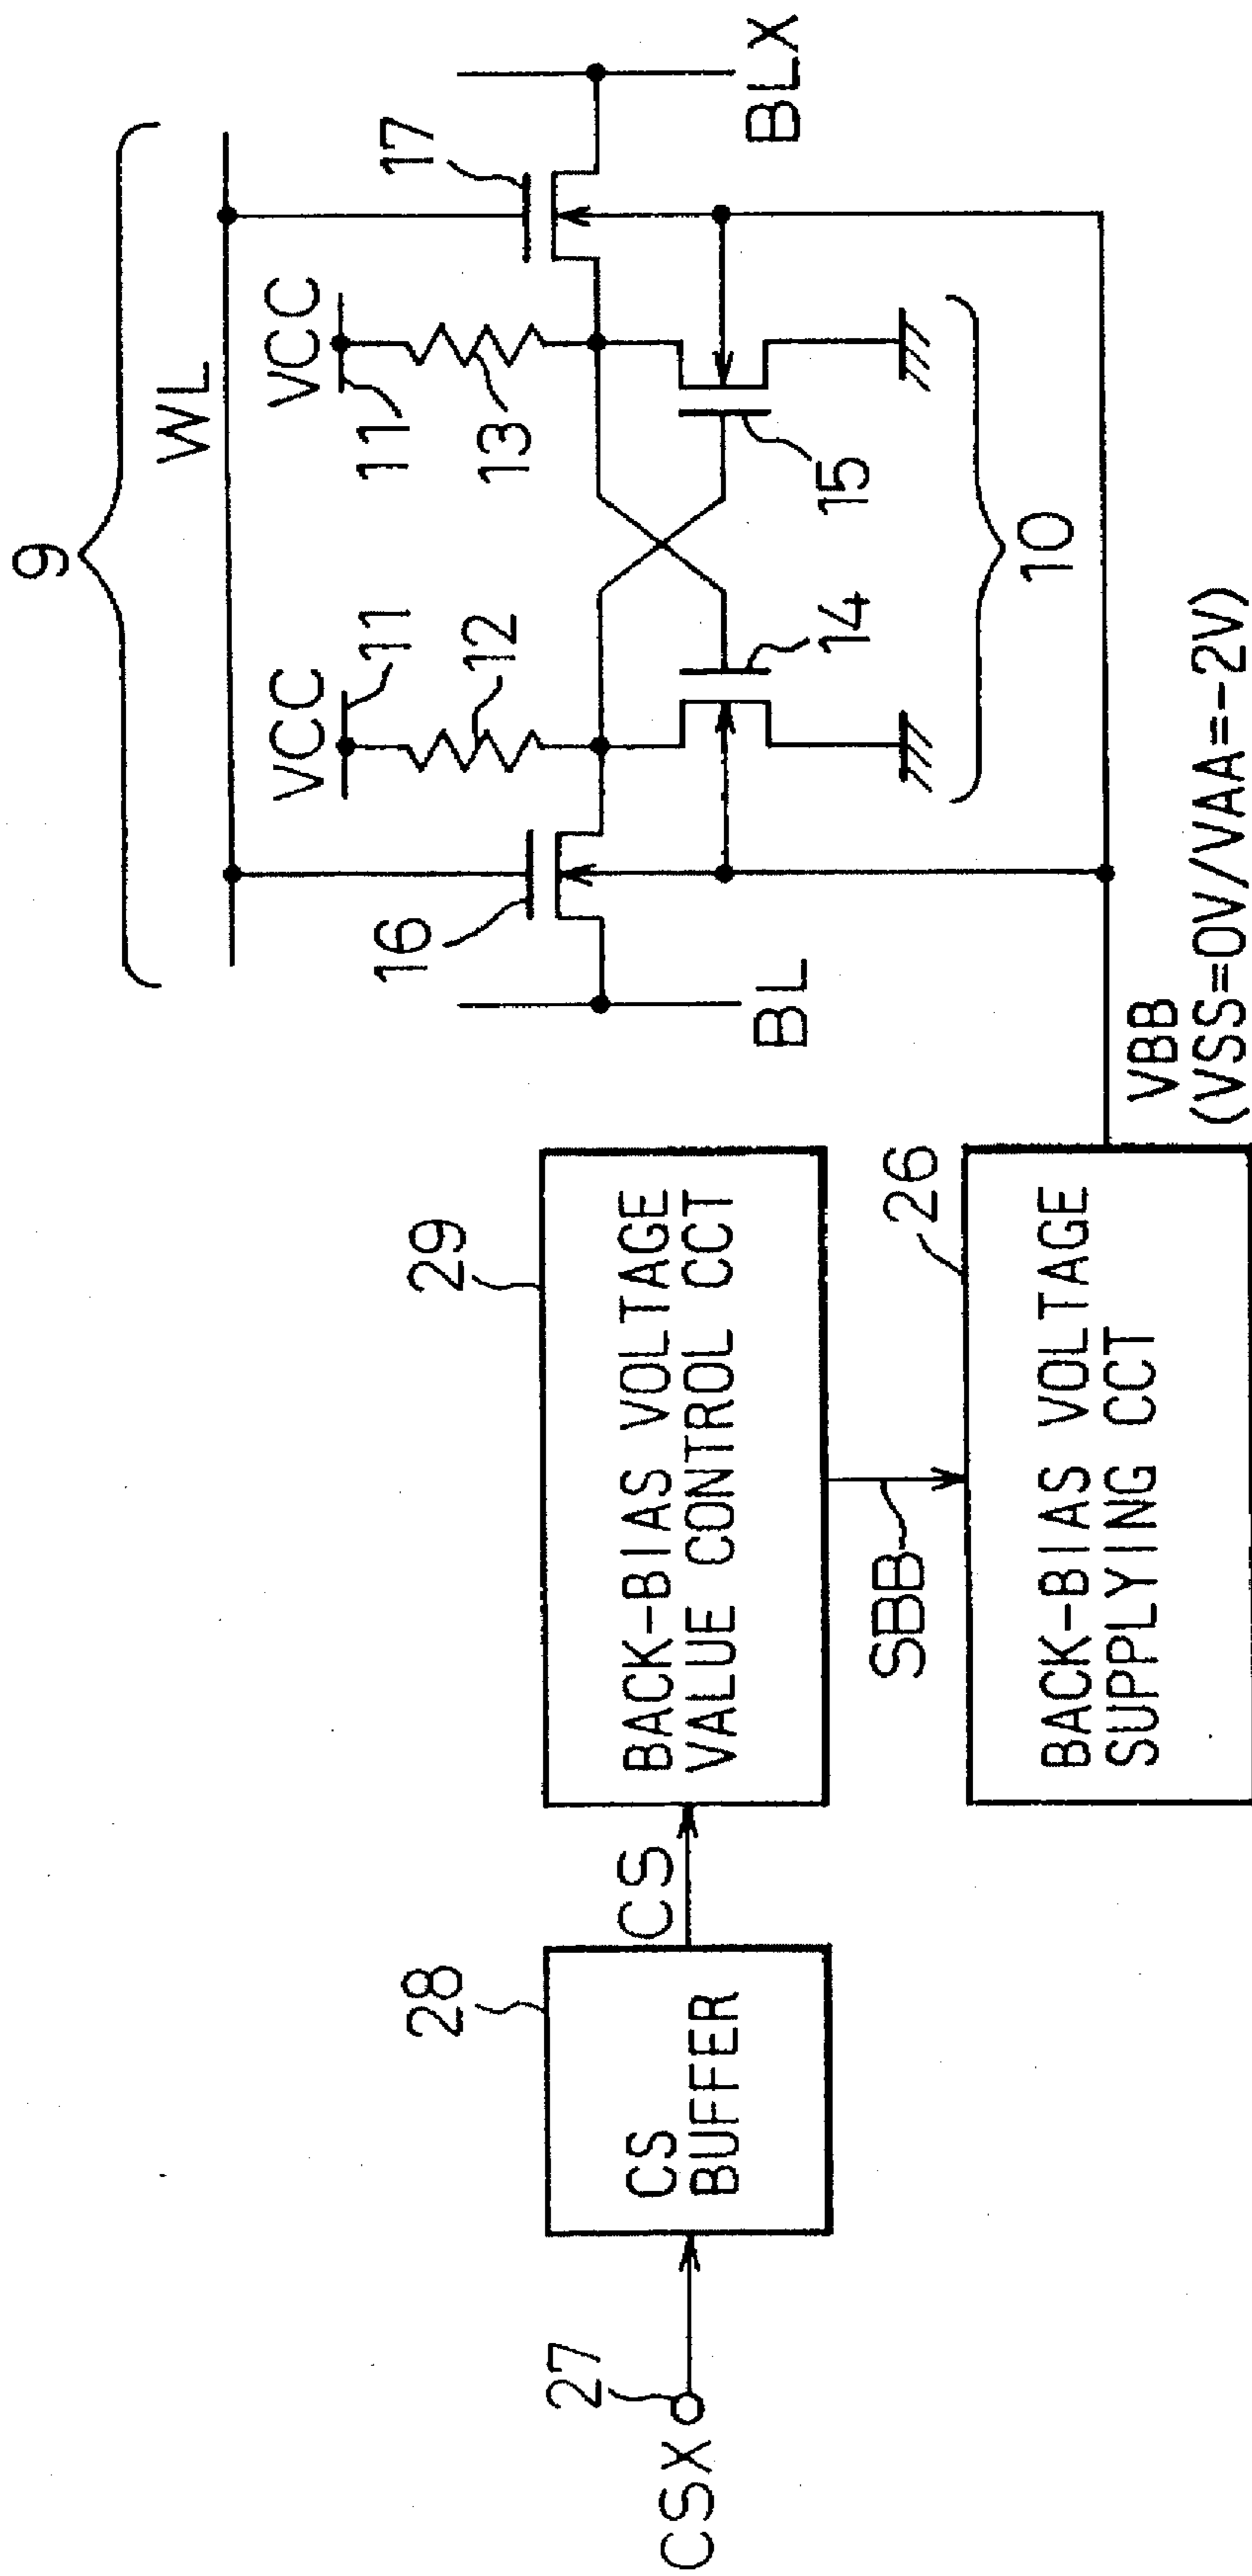 9
WL
VCC
11
12
VCC
11
13
16
17
BL
BLX
14
15
10
27
CSX
28
CS
BUFFER
CS
29
BACK-BIAS VOLTAGE
VALUE CONTROL CCT
SBB
26
BACK-BIAS VOLTAGE
SUPPLYING CCT
VBB
(VSS=0V/VAA=-2V)